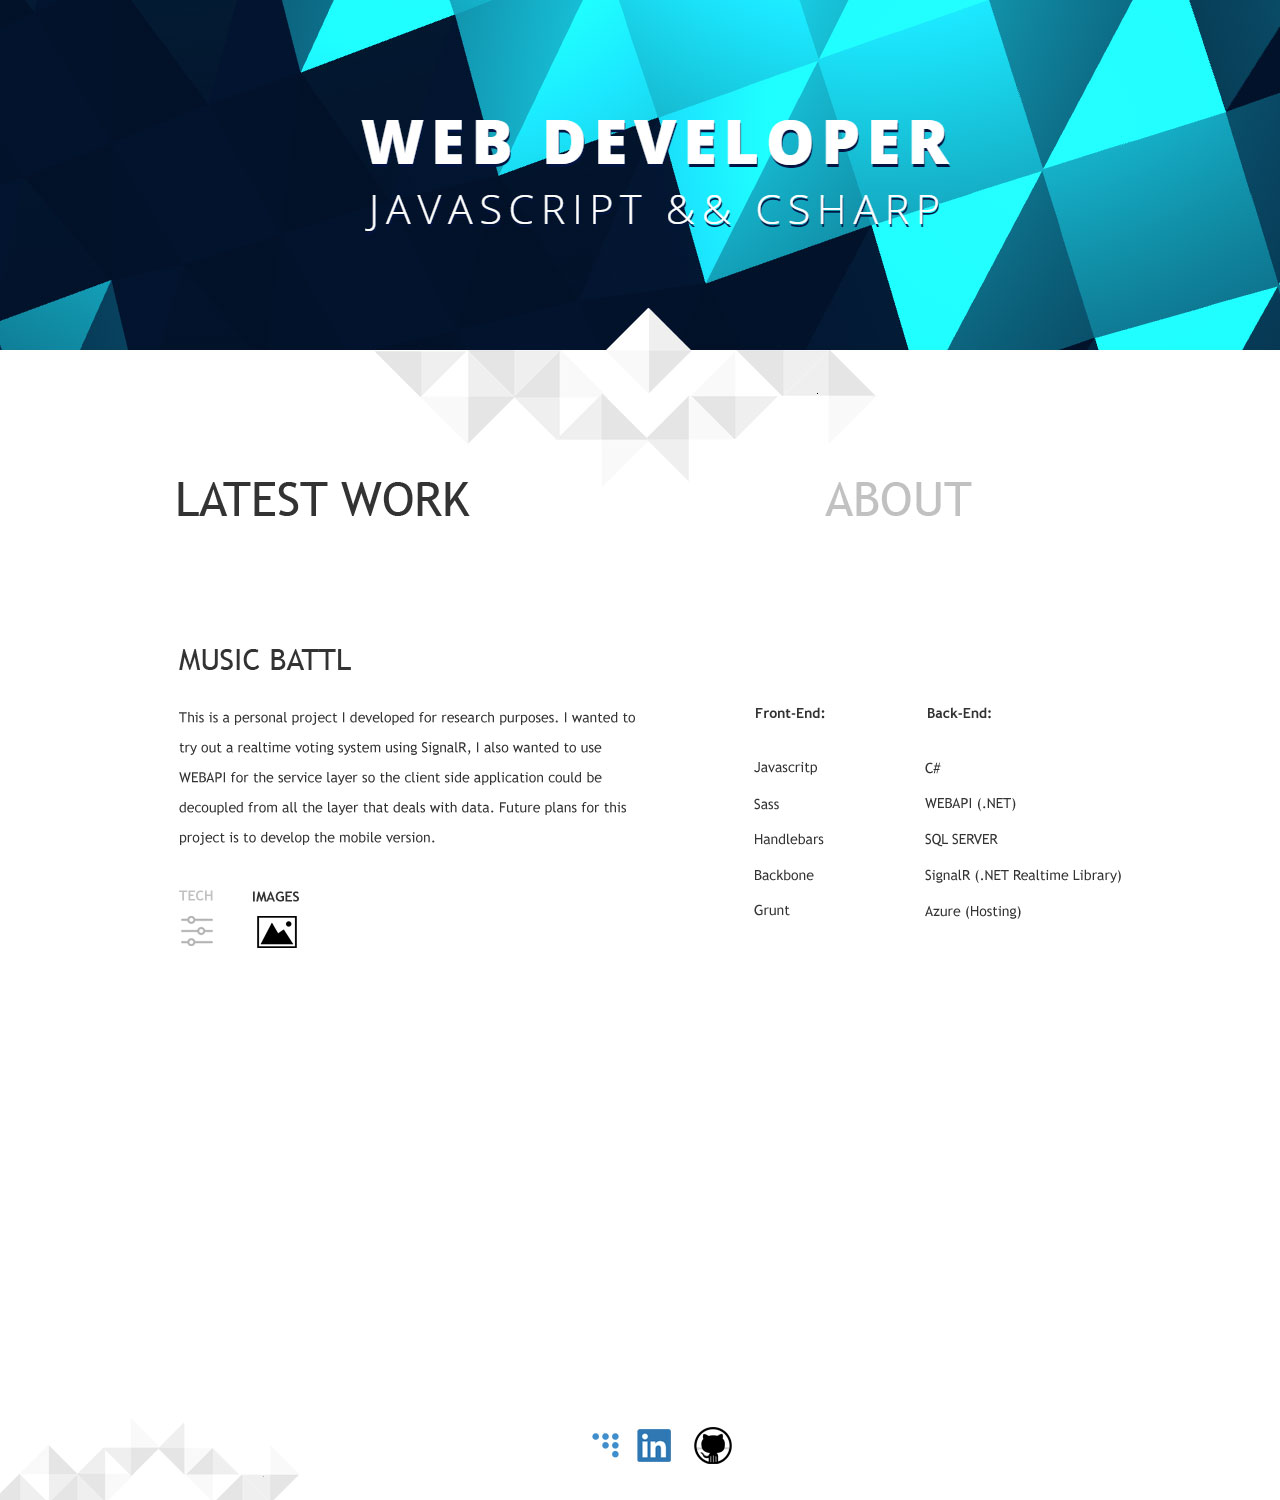 WEB DEVELOPER
JAVASCRIPT && CSHARP
LATEST WORK
ABOUT
MUSIC BATTL
This is a personal project I developed for research purposes. I wanted to
try out a realtime voting system using SignalR, I also wanted to use
WEBAPI for the service layer so the client side application could be
decoupled from all the layer that deals with data. Future plans for this
project is to develop the mobile version.
TECH
IMAGES
Front-End:
Javascritp
Sass
Handlebars
Backbone
Grunt
Back-End:
C#
WEBAPI (.NET)
SQL SERVER
SignalR (.NET Realtime Library)
Azure (Hosting)
in